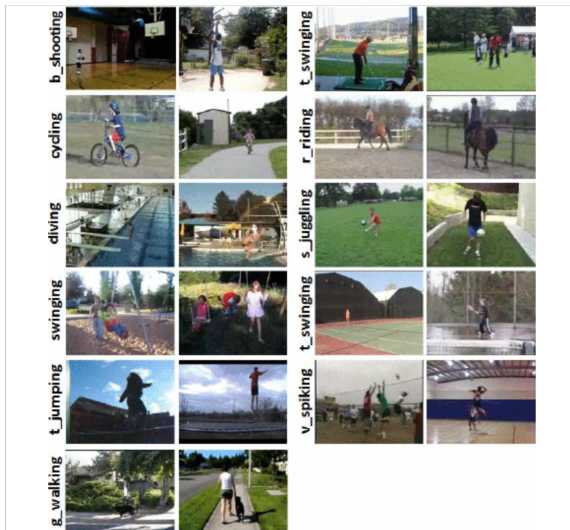 b_shooting
t_swinging
cycling
r_riding
diving
s_juggling
swinging
t_swinging
t_jumping
v_spiking
g_walking